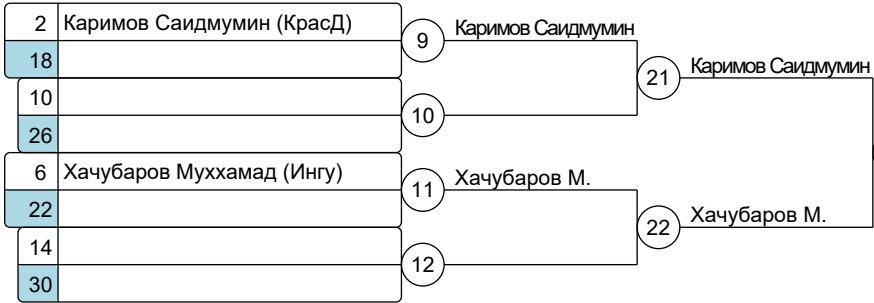 2 Каримов Саидмумин (КрасД)
18
9 Каримов Саидмумин
21 Каримов Саидмумин
10
26
10
6 Хачубаров Муххамад (Ингу)
22
11 Хачубаров М.
22 Хачубаров М.
14
30
12